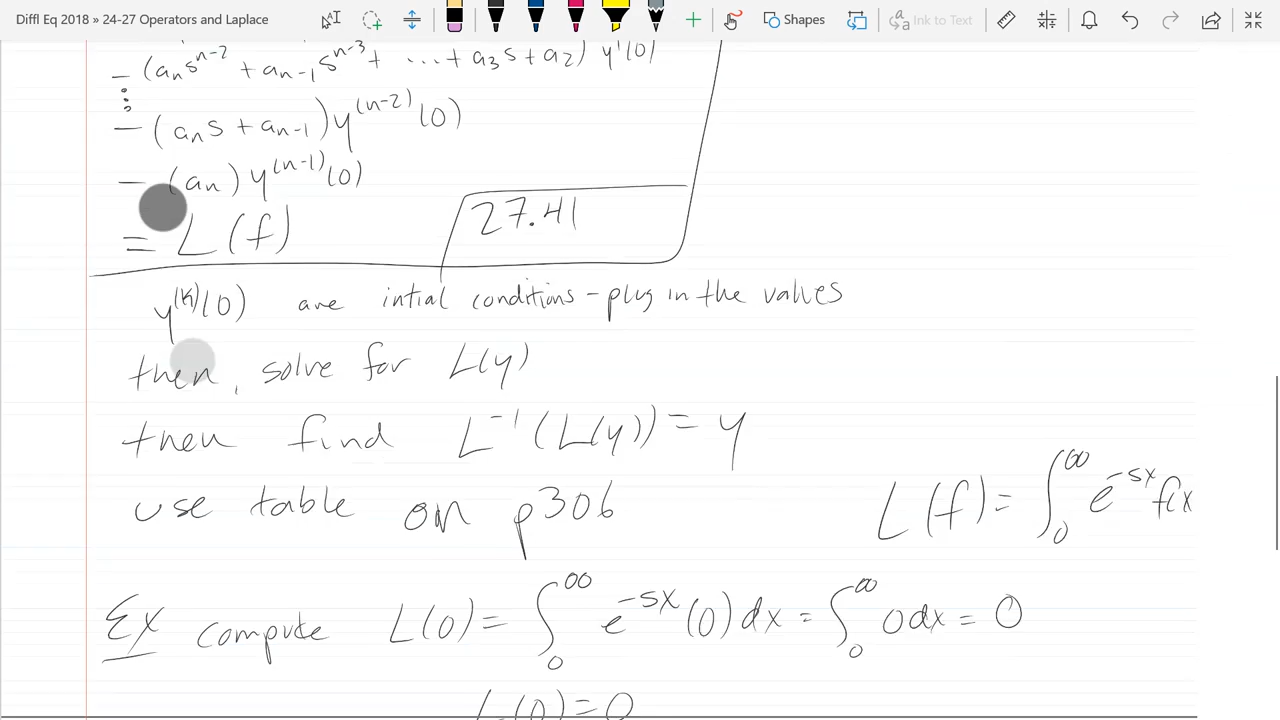 Diffl Eq 2018 » 24-27 Operators and Laplace
Shapes
Ink to Text
- (aₙsⁿ⁻² + aₙ₋₁sⁿ⁻³ + ... + a₃s + a₂) y'(0)
⋮
- (aₙs + aₙ₋₁) y⁽ⁿ⁻²⁾(0)
- (aₙ) y⁽ⁿ⁻¹⁾(0)
= L(f)
27.41
y⁽ᵏ⁾(0) are intial conditions - plug in the values
then, solve for L(y)
then find L⁻¹(L(y)) = y
use table on p306
L(f) = ∫₀^∞ e^{-sx} f(x
Ex compute L(0) = ∫₀^∞ e^{-sx}(0)dx = ∫₀^∞ 0dx = 0
L(0) = 0